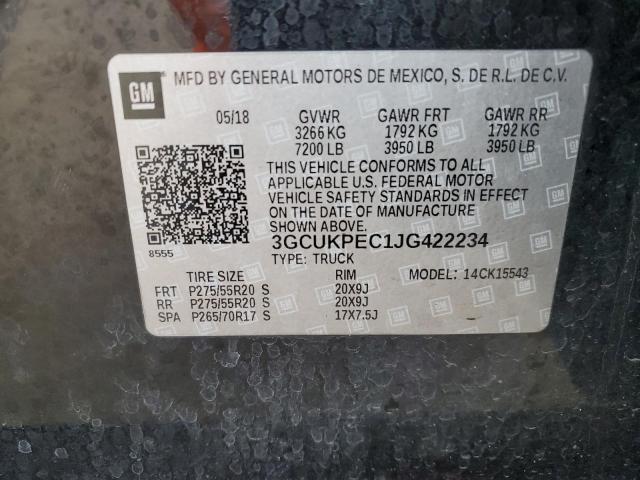 GM MFD BY GENERAL MOTORS DE MEXICO, S. DE R.L. DE C.V.
05/18 GVWR GAWR FRT GAWR RR
3266 KG 1792 KG 1792 KG
7200 LB 3950 LB 3950 LB
THIS VEHICLE CONFORMS TO ALL
APPLICABLE U.S. FEDERAL MOTOR
VEHICLE SAFETY STANDARDS IN EFFECT
ON THE DATE OF MANUFACTURE
SHOWN ABOVE.
3GCUKPEC1JG422234
8555 TYPE: TRUCK
TIRE SIZE RIM MODEL: 14CK15543
FRT P275/55R20 S 20X9J
RR P275/55R20 S 20X9J
SPA P265/70R17 S 17X7.5J